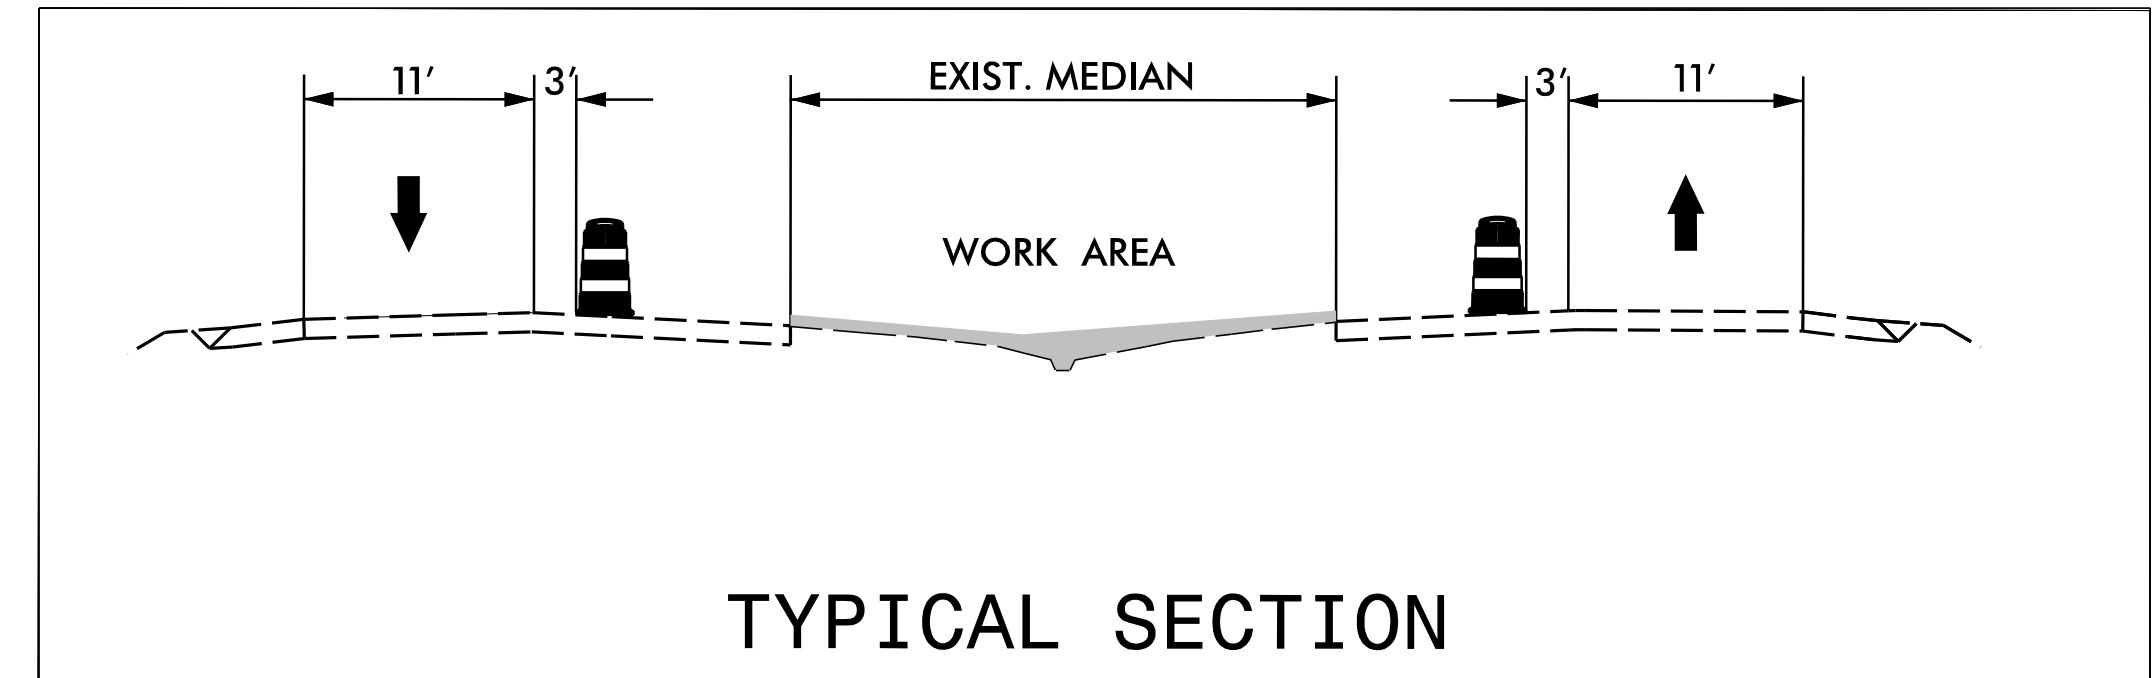 11' 3' EXIST. MEDIAN 3' 11'
WORK AREA
TYPICAL SECTION